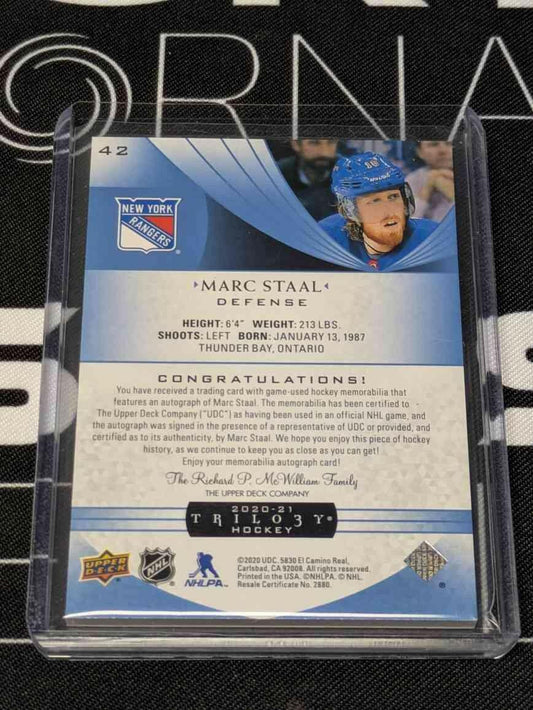 ORNA
42
NEW YORK
RANGERS
MARC STAAL
DEFENSE
HEIGHT: 6'4" WEIGHT: 213 LBS.
SHOOTS: LEFT BORN: JANUARY 13, 1987
THUNDER BAY, ONTARIO
CONGRATULATIONS!
You have received a trading card with game-used hockey memorabilia that
features an autograph of Marc Staal. The memorabilia has been certified to
The Upper Deck Company ("UDC") as having been used in an official NHL game, and
the autograph was signed in the presence of a representative of UDC or provided, and
certified as to its authenticity, by Marc Staal. We hope you enjoy this piece of hockey
history, as we continue to keep you as close as you can get!
Enjoy your memorabilia autograph card!
The Richard P. McWilliam Family
THE UPPER DECK COMPANY
2020-21
TRILO3Y
HOCKEY
UPPER DECK
NHL
NHLPA
©2020 UDC. 5830 El Camino Real,
Carlsbad, CA 92008. All rights reserved.
Printed in the USA. ©NHLPA. © NHL.
Resale Certificate No. 2880.